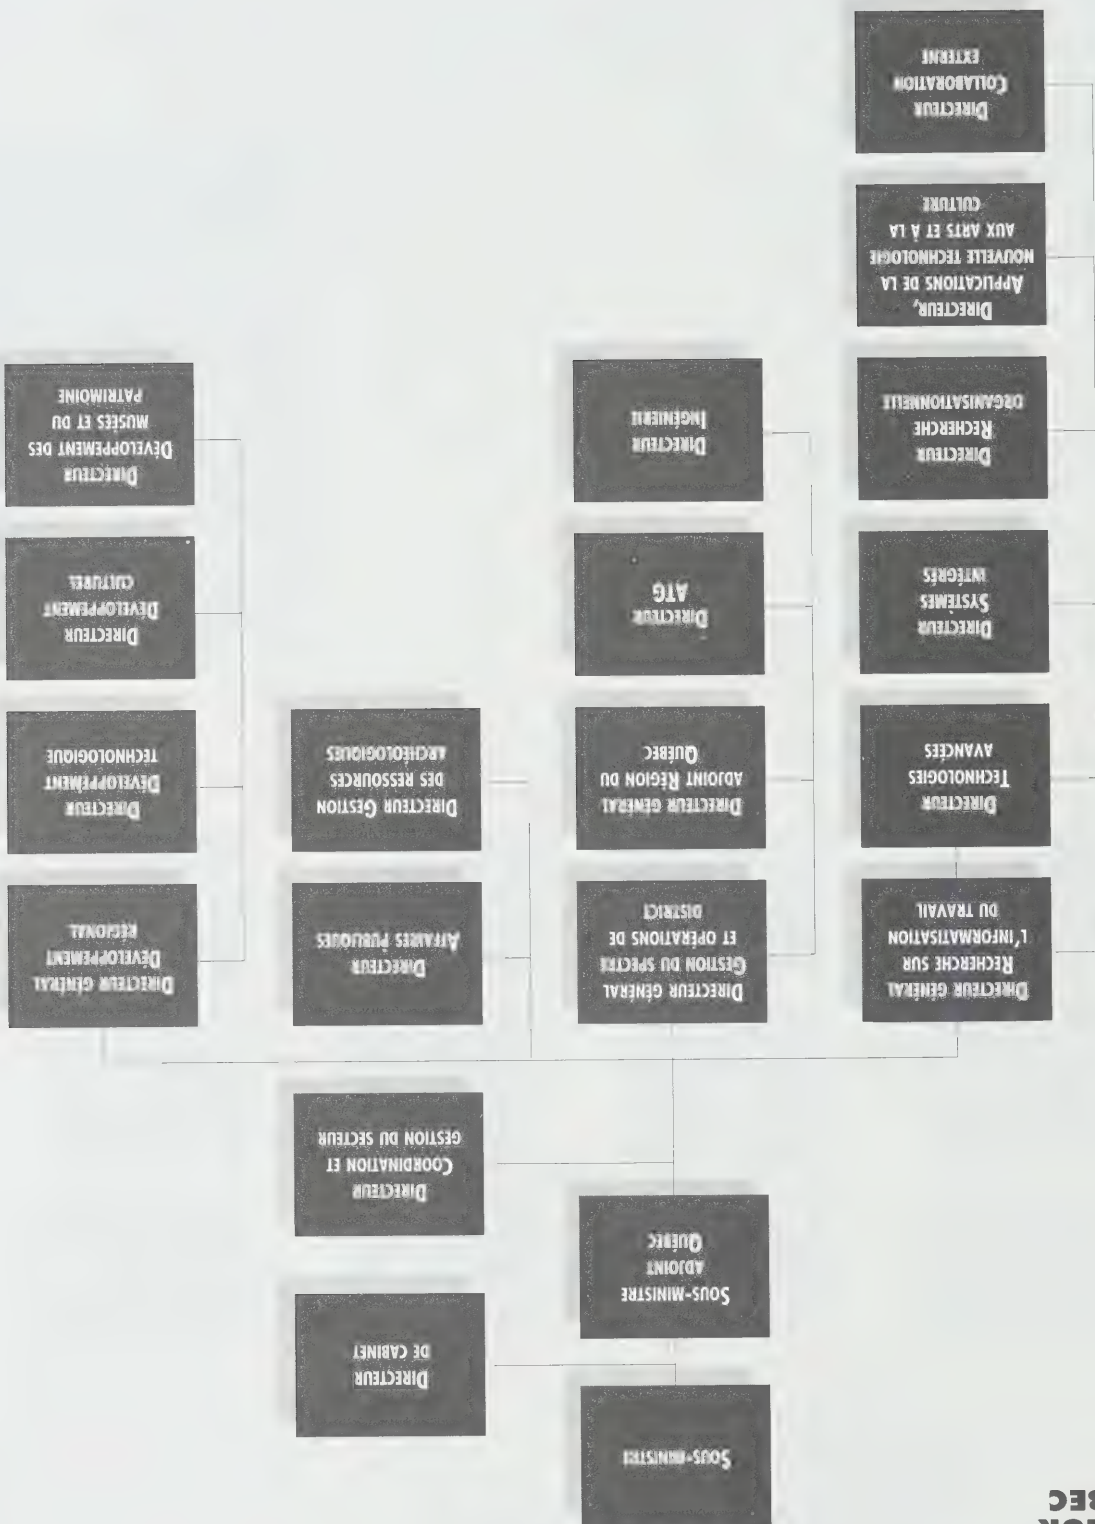 BEC
SOUS-MINISTRE
DIRECTEUR
DE CABINET
SOUS-MINISTRE
ADJOINT
QUÉBEC
DIRECTEUR
COORDINATION ET
GESTION DU SECTEUR
DIRECTEUR GÉNÉRAL
RECHERCHE SUR
L'INFORMATISATION
DU TRAVAIL
DIRECTEUR
TECHNOLOGIES
AVANCÉES
DIRECTEUR
SYSTÈMES
INTÉGRÉS
DIRECTEUR
RECHERCHE
ORGANISATIONNELLE
DIRECTEUR,
APPLICATIONS DE LA
NOUVELLE TECHNOLOGIE
AUX ARTS ET À LA
CULTURE
DIRECTEUR
COLLABORATION
EXTERNE
DIRECTEUR GÉNÉRAL
GESTION DU SPECTRE
ET OPÉRATIONS DE
DISTRICT
DIRECTEUR GÉNÉRAL
ADJOINT RÉGION DU
QUÉBEC
DIRECTEUR
ATG
DIRECTEUR
INGÉNIERIE
DIRECTEUR
AFFAIRES PUBLIQUES
DIRECTEUR GESTION
DES RESSOURCES
ARCHÉOLOGIQUES
DIRECTEUR GÉNÉRAL
DÉVELOPPEMENT
RÉGIONAL
DIRECTEUR
DÉVELOPPEMENT
TECHNOLOGIQUE
DIRECTEUR
DÉVELOPPEMENT
CULTUREL
DIRECTEUR
DÉVELOPPEMENT DES
MUSÉES ET DU
PATRIMOINE